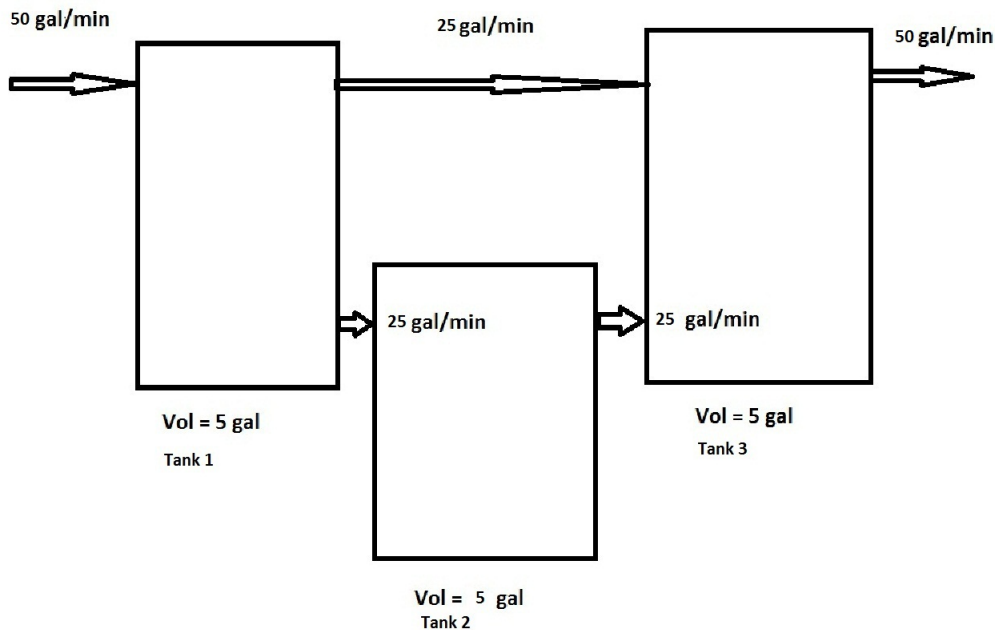 50 gal/min
25 gal/min
50 gal/min
25 gal/min
25 gal/min
Vol = 5 gal
Tank 1
Vol = 5 gal
Tank 3
Vol = 5 gal
Tank 2